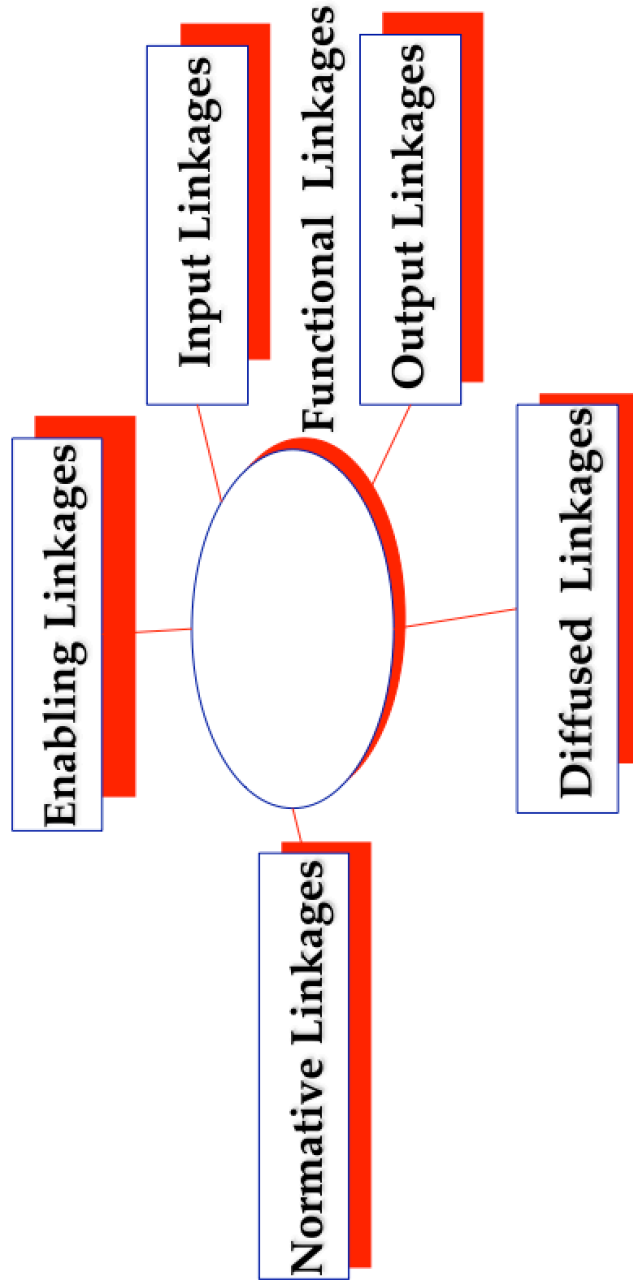 Enabling Linkages
Input Linkages
Normative Linkages
Functional Linkages
Output Linkages
Diffused Linkages